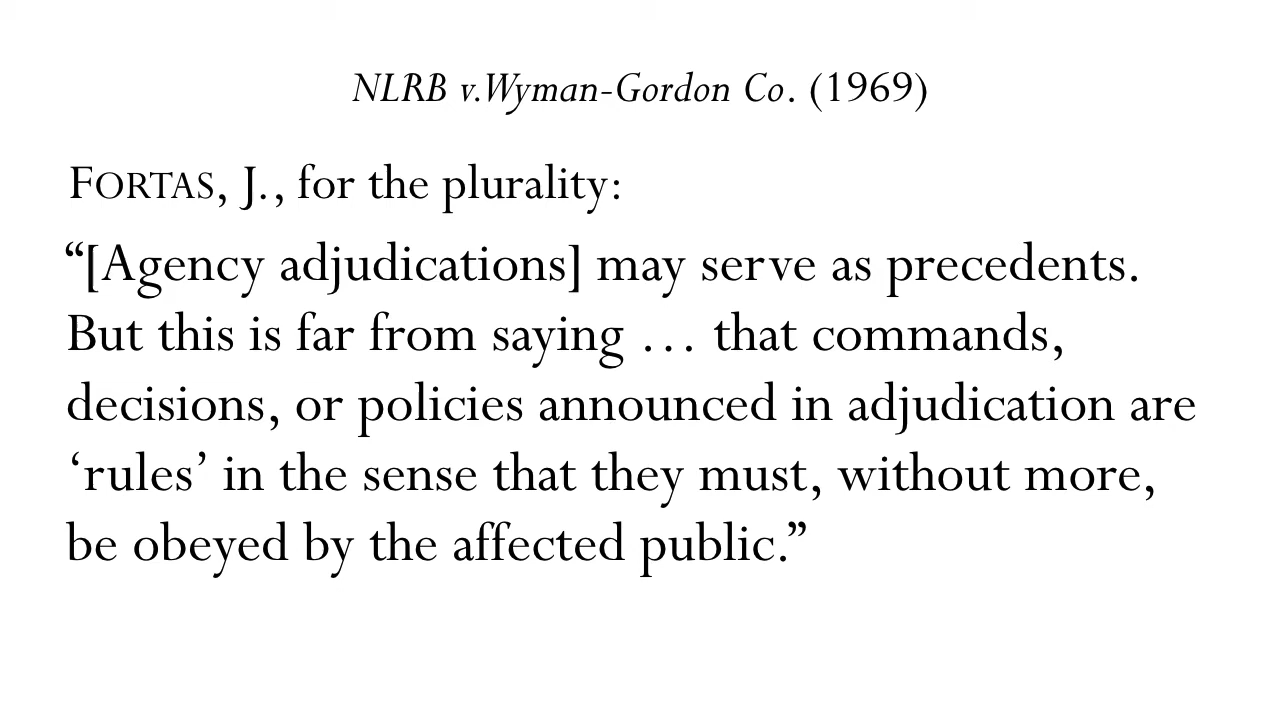 NLRB v. Wyman-Gordon Co. (1969)
FORTAS, J., for the plurality:
“[Agency adjudications] may serve as precedents.
But this is far from saying … that commands,
decisions, or policies announced in adjudication are
‘rules’ in the sense that they must, without more,
be obeyed by the affected public.”